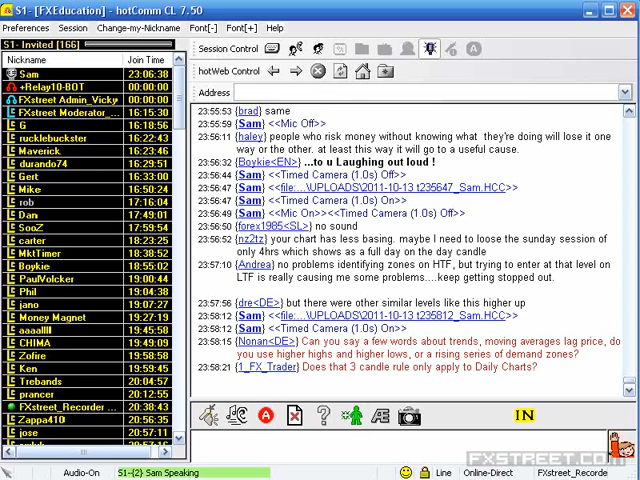 S1- [FXEducation] - hotComm CL 7.50
Preferences Session Change-my-Nickname Font[-] Font[+] Help
S1- Invited [166]
Nickname Join Time
Sam 23:06:38
+Relay10-BOT 00:00:00
FXstreet Admin_Vicky 00:00:00
FXstreet Moderator_... 16:15:30
G 16:18:56
rucklebuckster 16:22:43
Maverick 16:23:46
durando74 16:29:51
Gert 16:33:00
Mike 16:50:24
rob 17:16:04
Dan 17:49:01
SooZ 17:59:54
carter 18:23:25
MktTimer 18:38:52
Boykie 18:55:02
PaulVolcker 19:00:44
Phil 19:04:38
jano 19:07:27
Money Magnet 19:27:19
aaallll 19:45:58
CHIMA 19:49:09
Zofire 19:58:58
Ken 19:59:45
Trebands 20:04:57
prancer 20:12:55
FXstreet_Recorder ... 20:38:43
Zappa410 20:56:35
jose 20:57:11
Session Control
hotWeb Control
Address
23:55:53 {brad} same
23:55:59 {Sam} <<Mic Off>>
23:56:11 {haley} people who risk money without knowing what they're doing will lose it one
way or the other. at least this way it will go to a useful cause.
23:56:32 {Boykie<EN>} ...to u Laughing out loud !
23:56:44 {Sam} <<Timed Camera (1.0s) Off>>
23:56:47 {Sam} <<file:...\UPLOADS\2011-10-13 t235647_Sam.HCC>>
23:56:47 {Sam} <<Timed Camera (1.0s) On>>
23:56:49 {Sam} <<Mic On>><<Timed Camera (1.0s) Off>>
23:56:50 {forex1985<SL>} no sound
23:56:52 {nz2tz} your chart has less basing. maybe I need to loose the sunday session of
only 4hrs which shows as a full day on the day candle
23:57:10 {Andrea} no problems identifying zones on HTF, but trying to enter at that level on
LTF is really causing me some problems....keep getting stopped out.
23:57:56 {dre<DE>} but there were other similar levels like this higher up
23:58:12 {Sam} <<file:...\UPLOADS\2011-10-13 t235812_Sam.HCC>>
23:58:12 {Sam} <<Timed Camera (1.0s) On>>
23:58:15 {Nonan<DE>} Can you say a few words about trends, moving averages lag price, do
you use higher highs and higher lows, or a rising series of demand zones?
23:58:21 {1_FX_Trader} Does that 3 candle rule only apply to Daily Charts?
IN
FXSTREET.COM
Audio-On S1-{2} Sam Speaking Line Online-Direct FXstreet_Recorde